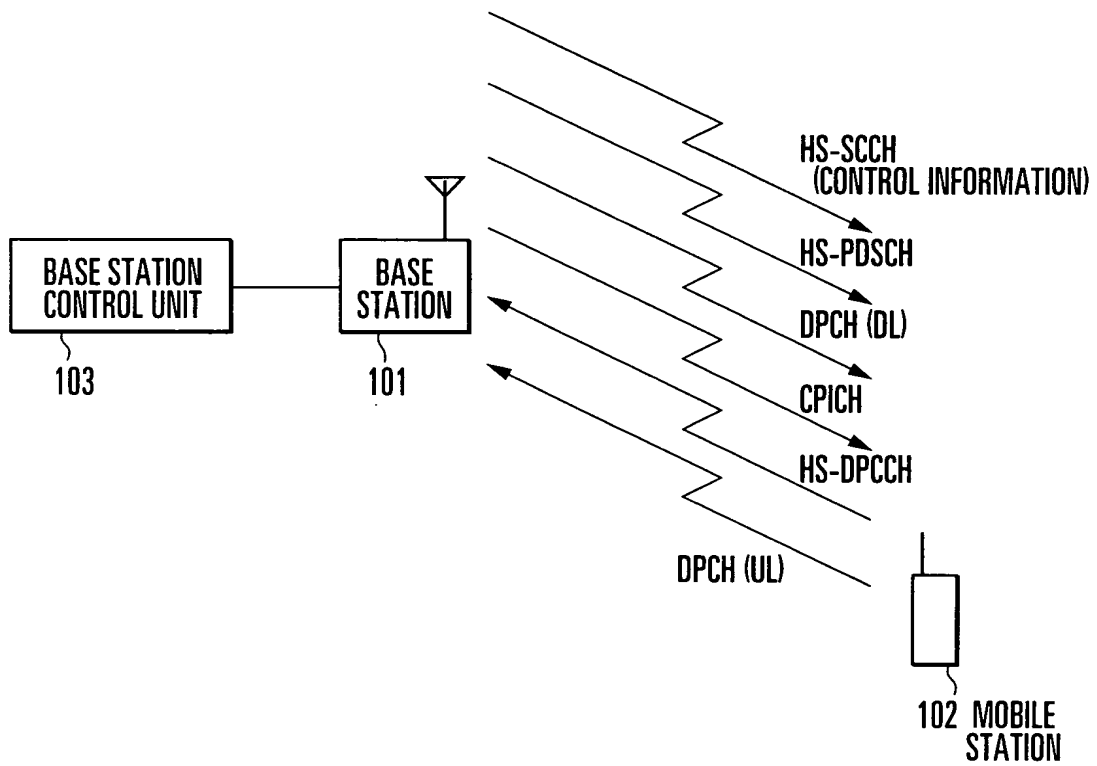 HS-SCCH
(CONTROL INFORMATION)
HS-PDSCH
DPCH (DL)
CPICH
HS-DPCCH
DPCH (UL)
BASE STATION
CONTROL UNIT
103
BASE
STATION
101
102 MOBILE
STATION